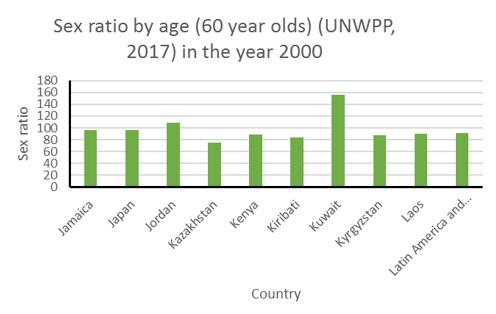 Sex ratio by age (60 year olds) (UNWPP,
2017) in the year 2000
180
160
140
120
100
80
60
40
20
0
Sex ratio
Jamaica
Japan
Jordan
Kazakhstan
Kenya
Kiribati
Kuwait
Kyrgyzstan
Laos
Latin America and...
Country